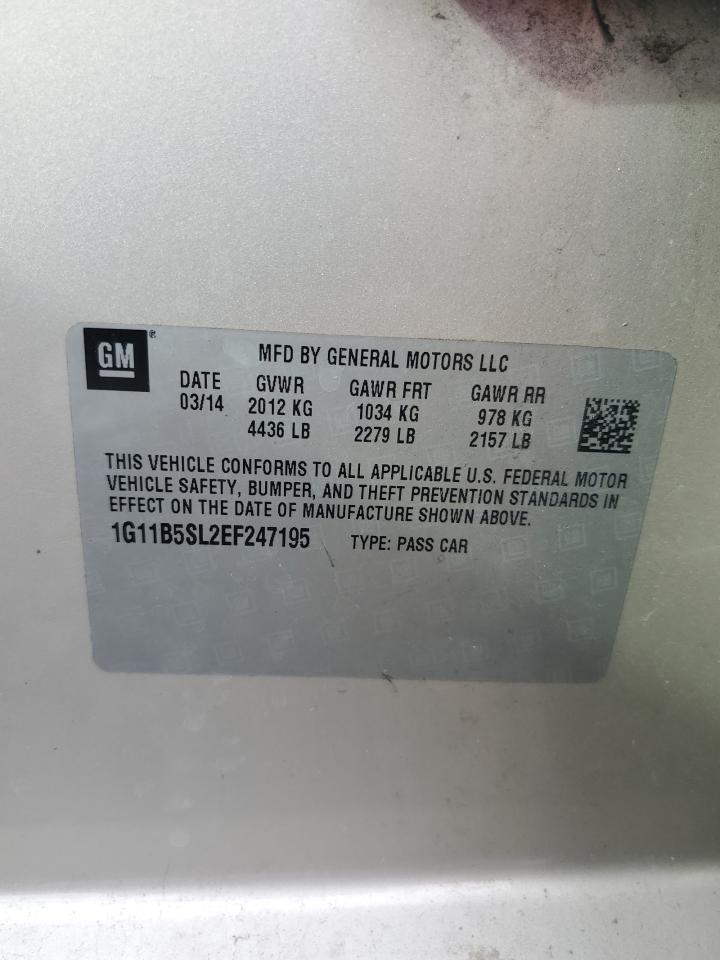 GM ®
MFD BY GENERAL MOTORS LLC
DATE GVWR GAWR FRT GAWR RR
03/14 2012 KG 1034 KG 978 KG
4436 LB 2279 LB 2157 LB
THIS VEHICLE CONFORMS TO ALL APPLICABLE U.S. FEDERAL MOTOR
VEHICLE SAFETY, BUMPER, AND THEFT PREVENTION STANDARDS IN
EFFECT ON THE DATE OF MANUFACTURE SHOWN ABOVE.
1G11B5SL2EF247195 TYPE: PASS CAR